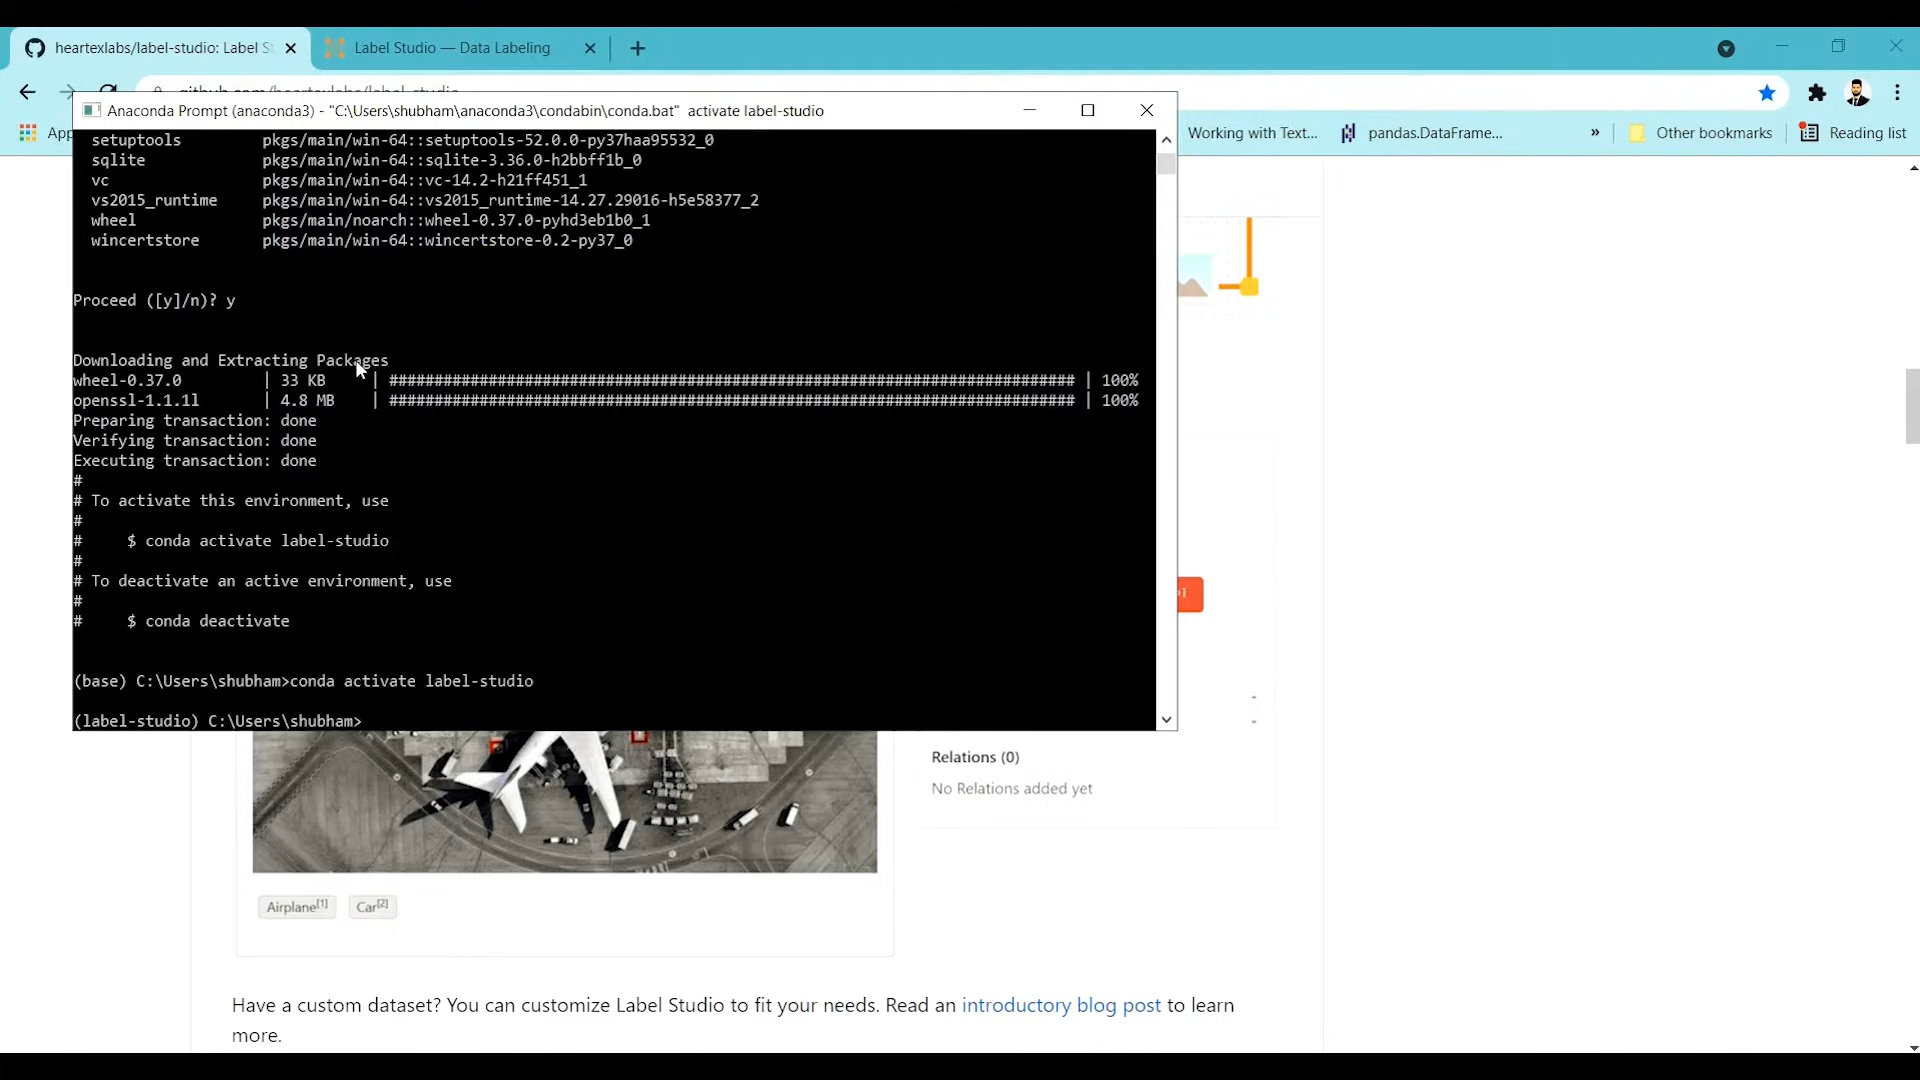 heartexlabs/label-studio: Label S
Label Studio — Data Labeling
Working with Text...
pandas.DataFrame...
»
Other bookmarks
Reading list
Anaconda Prompt (anaconda3) - "C:\Users\shubham\anaconda3\condabin\conda.bat" activate label-studio
setuptools pkgs/main/win-64::setuptools-52.0.0-py37haa95532_0
sqlite pkgs/main/win-64::sqlite-3.36.0-h2bbff1b_0
vc pkgs/main/win-64::vc-14.2-h21ff451_1
vs2015_runtime pkgs/main/win-64::vs2015_runtime-14.27.29016-h5e58377_2
wheel pkgs/main/noarch::wheel-0.37.0-pyhd3eb1b0_1
wincertstore pkgs/main/win-64::wincertstore-0.2-py37_0
Proceed ([y]/n)? y
Downloading and Extracting Packages
wheel-0.37.0 | 33 KB | ############################################################################ | 100%
openssl-1.1.1l | 4.8 MB | ############################################################################ | 100%
Preparing transaction: done
Verifying transaction: done
Executing transaction: done
#
# To activate this environment, use
#
# $ conda activate label-studio
#
# To deactivate an active environment, use
#
# $ conda deactivate
(base) C:\Users\shubham>conda activate label-studio
(label-studio) C:\Users\shubham>
Relations (0)
No Relations added yet
Airplane[1] Car[2]
Have a custom dataset? You can customize Label Studio to fit your needs. Read an introductory blog post to learn
more.